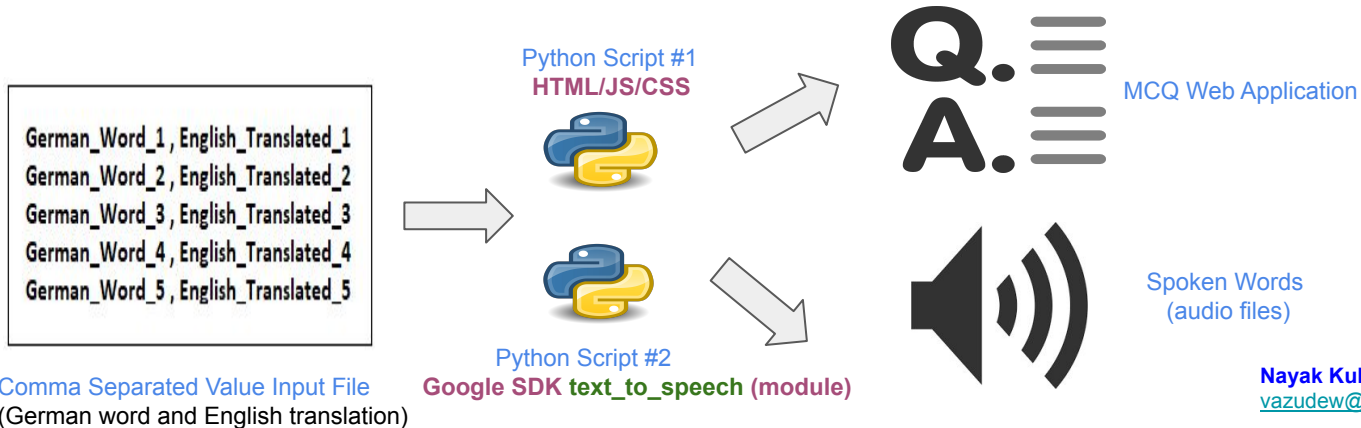 German_Word_1 , English_Translated_1
German_Word_2 , English_Translated_2
German_Word_3 , English_Translated_3
German_Word_4 , English_Translated_4
German_Word_5 , English_Translated_5
Comma Separated Value Input File
(German word and English translation)
Python Script #1
HTML/JS/CSS
Python Script #2
Google SDK text_to_speech (module)
Q.
A.
MCQ Web Application
Spoken Words
(audio files)
Nayak
vazudew@